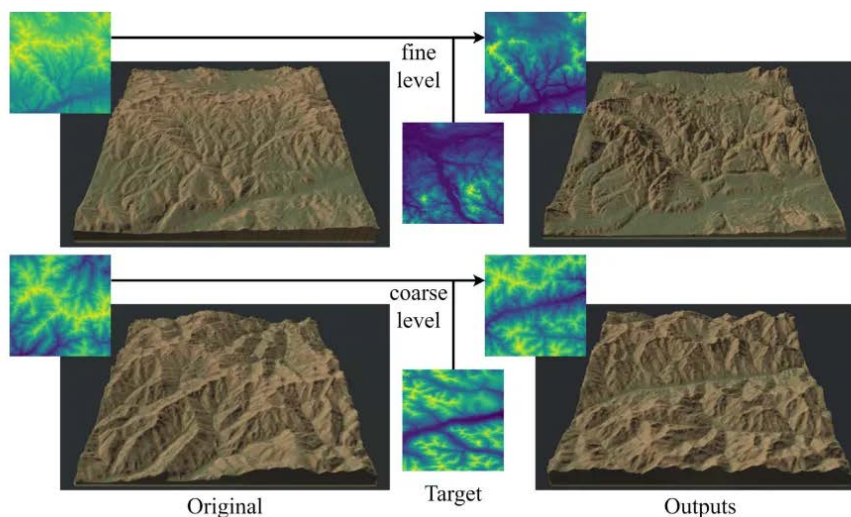 fine
level
coarse
level
Original
Target
Outputs